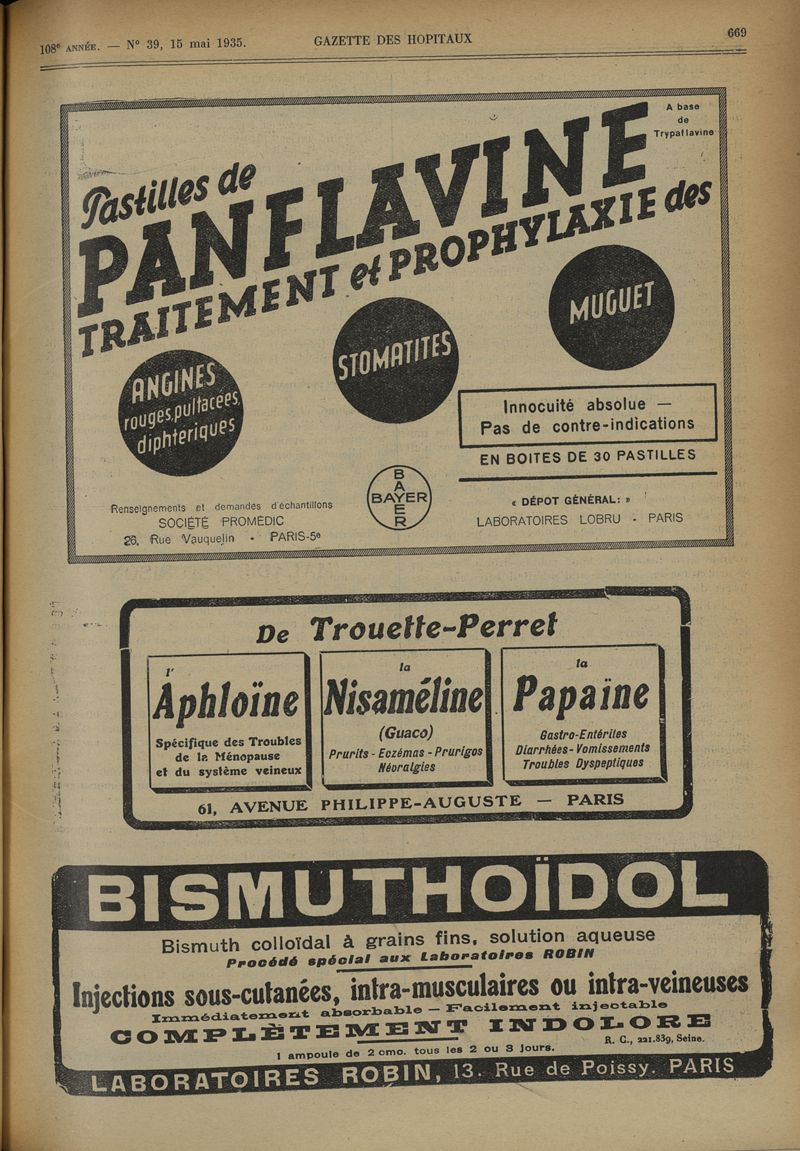 108e ANNÉE. — N° 39, 15 mai 1935.
GAZETTE DES HOPITAUX
669
A base
de
Trypaflavine
Pastilles de
PANFLAVINE
TRAITEMENT et PROPHYLAXIE des
ANGINES
rouges, pultacées,
diphtériques
STOMATITES
MUGUET
Innocuité absolue —
Pas de contre-indications
EN BOITES DE 30 PASTILLES
Renseignements et demandes d'échantillons
SOCIÉTÉ PROMEDIC
26, Rue Vauquelin - PARIS-5e
BAYER
BAYER
« DÉPOT GÉNÉRAL: »
LABORATOIRES LOBRU - PARIS
De Trouette-Perret
l'
Aphloïne
Spécifique des Troubles
de la Ménopause
et du système veineux
la
Nisaméline
(Guaco)
Prurits - Eczémas - Prurigos
Névralgies
la
Papaïne
Gastro-Entérites
Diarrhées - Vomissements
Troubles Dyspeptiques
61, AVENUE PHILIPPE-AUGUSTE — PARIS
BISMUTHOÏDOL
Bismuth colloïdal à grains fins, solution aqueuse
Procédé spécial aux Laboratoires ROBIN
Injections sous-cutanées, intra-musculaires ou intra-veineuses
Immédiatement absorbable — Facilement injectable
COMPLÈTEMENT INDOLORE
R. C., 221.839, Seine.
1 ampoule de 2 cmc. tous les 2 ou 3 jours.
LABORATOIRES ROBIN, 13. Rue de Poissy. PARIS